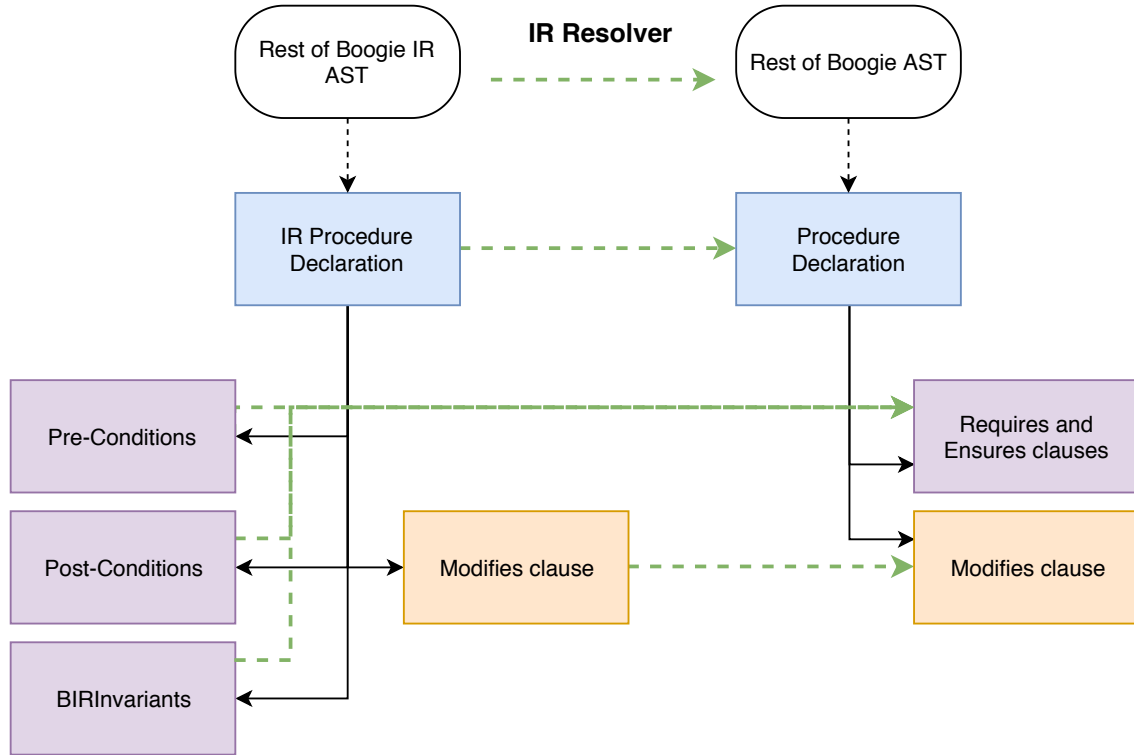 IR Resolver
Rest of Boogie IR
AST
Rest of Boogie AST
IR Procedure
Declaration
Procedure
Declaration
Pre-Conditions
Requires and
Ensures clauses
Post-Conditions
Modifies clause
Modifies clause
BIRInvariants